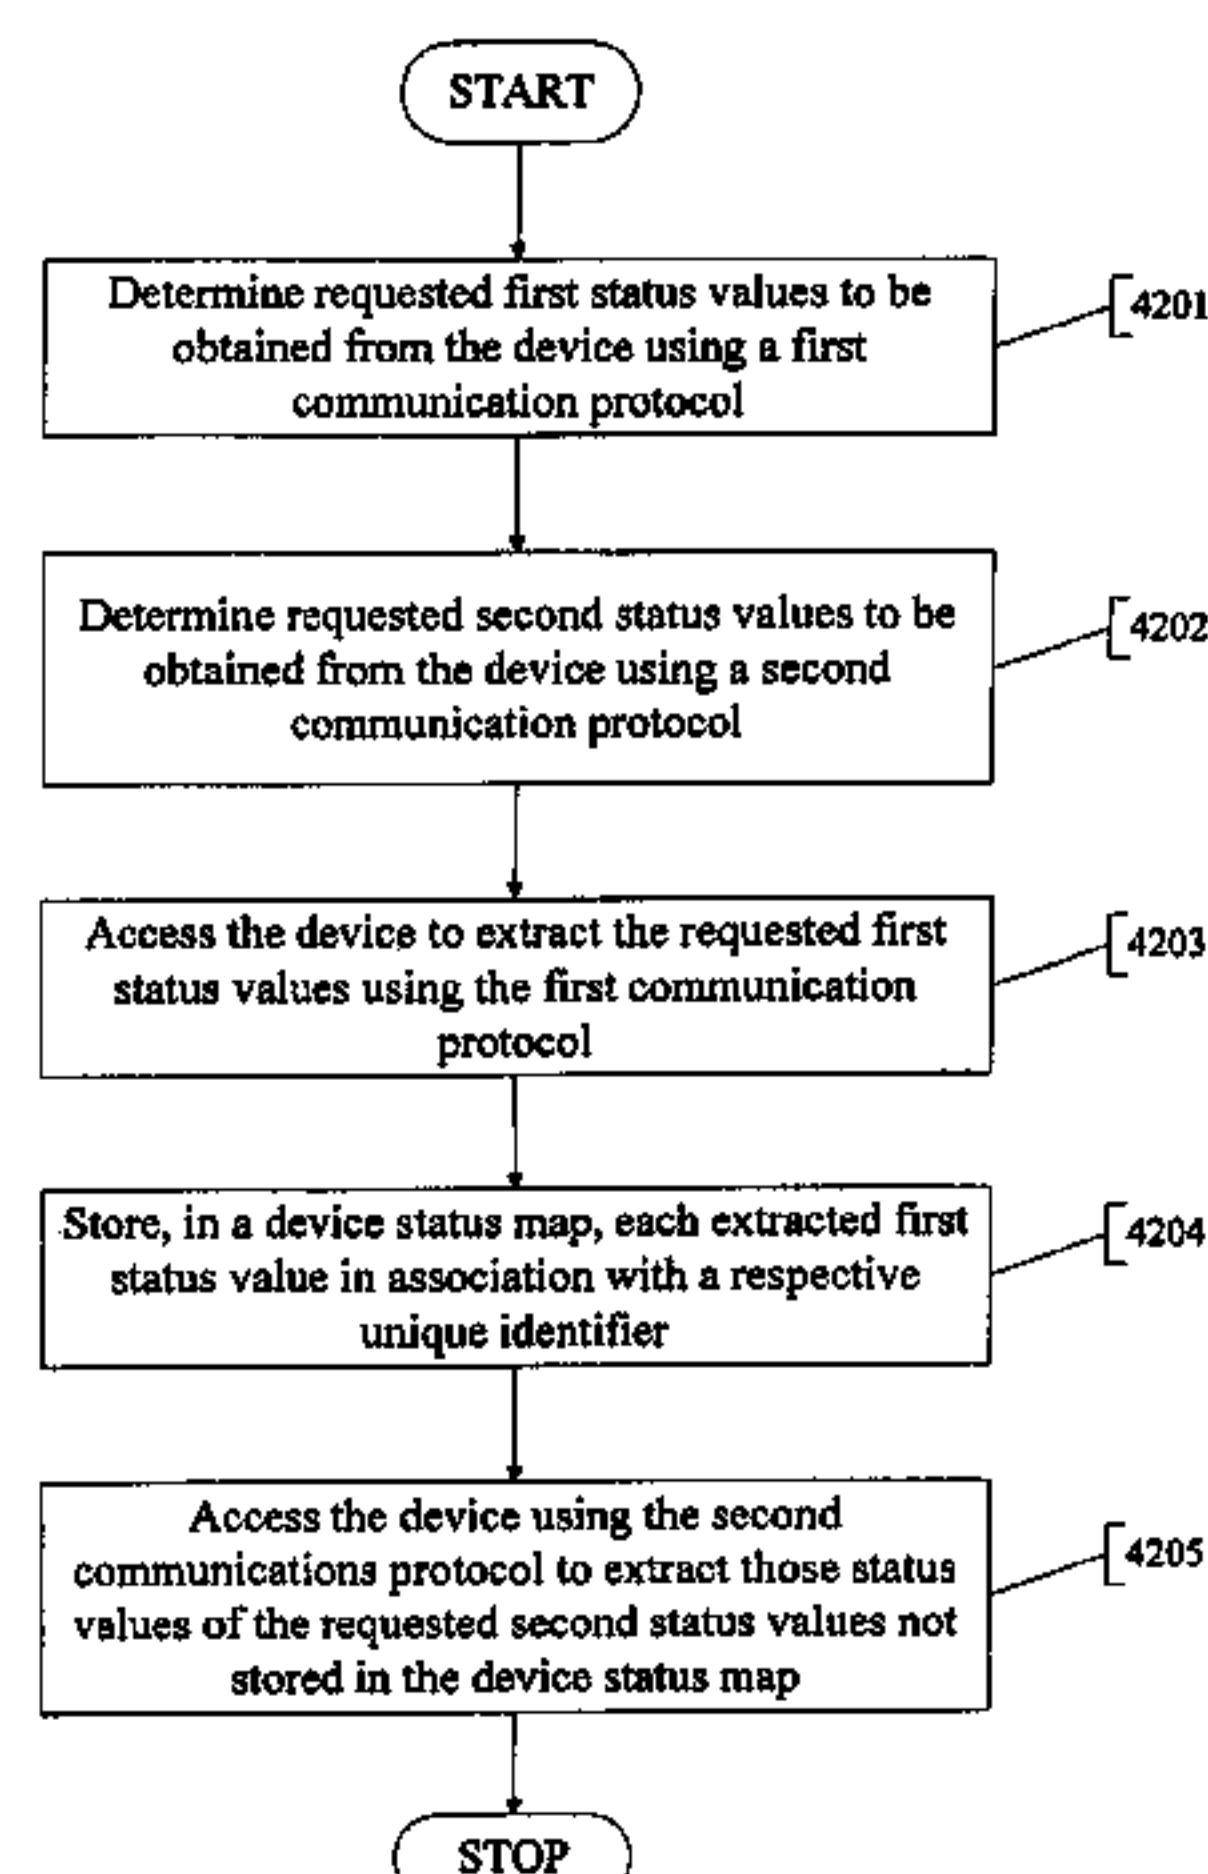 START
Determine requested first status values to be
obtained from the device using a first
communication protocol
4201
Determine requested second status values to be
obtained from the device using a second
communication protocol
4202
Access the device to extract the requested first
status values using the first communication
protocol
4203
Store, in a device status map, each extracted first
status value in association with a respective
unique identifier
4204
Access the device using the second
communications protocol to extract those status
values of the requested second status values not
stored in the device status map
4205
STOP